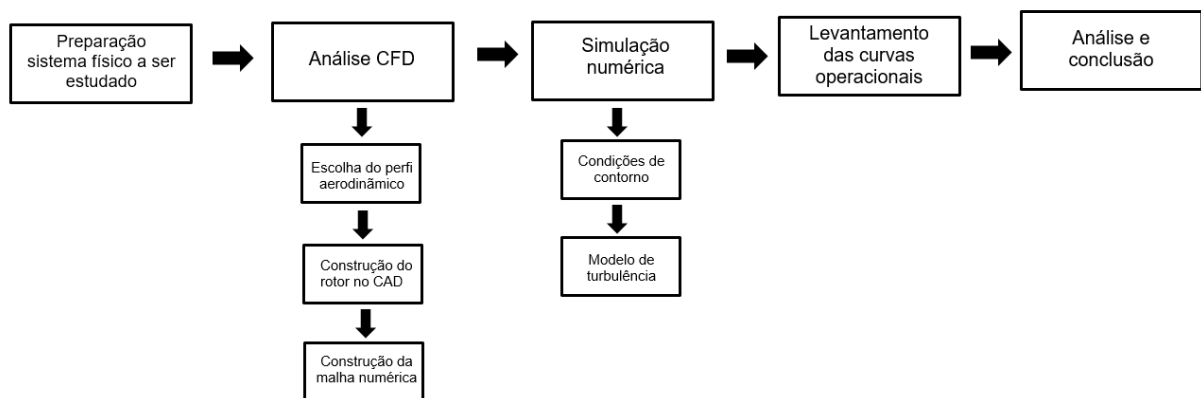 Preparação
sistema físico a ser
estudado
Análise CFD
Simulação
numérica
Levantamento
das curvas
operacionais
Análise e
conclusão
Escolha do perfi
aerodinâmico
Construção do
rotor no CAD
Construção da
malha numérica
Condições de
contorno
Modelo de
turbulência